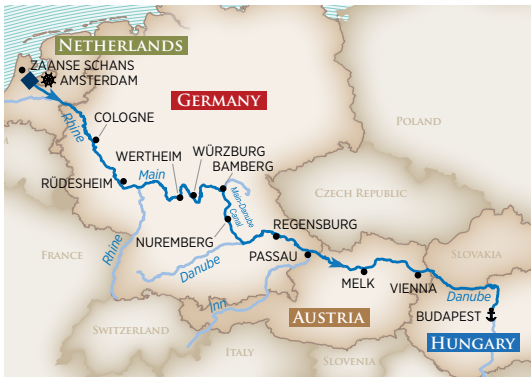 NETHERLANDS
ZAANSE SCHANS
AMSTERDAM
GERMANY
Rhine
COLOGNE
POLAND
WERTHEIM
WÜRZBURG
BAMBERG
Main
RÜDESHEIM
Main-Danube
Canal
CZECH REPUBLIC
REGENSBURG
NUREMBERG
FRANCE
Rhine
Danube
PASSAU
SLOVAKIA
MELK
VIENNA
Danube
Inn
AUSTRIA
BUDAPEST
SWITZERLAND
HUNGARY
ITALY
SLOVENIA